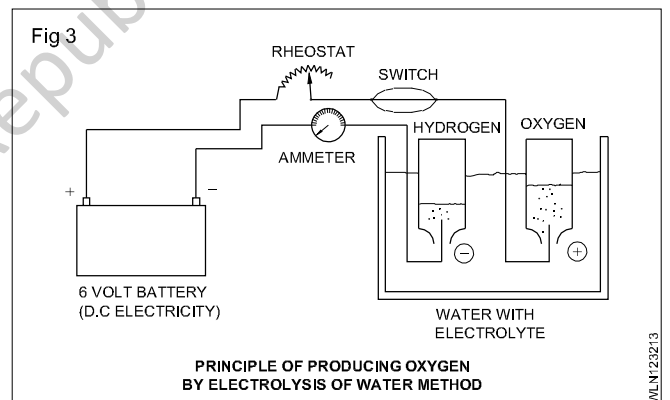 Fig 3
RHEOSTAT
SWITCH
HYDROGEN
OXYGEN
AMMETER
+
−
−
+
6 VOLT BATTERY
(D.C ELECTRICITY)
WATER WITH
ELECTROLYTE
PRINCIPLE OF PRODUCING OXYGEN
BY ELECTROLYSIS OF WATER METHOD